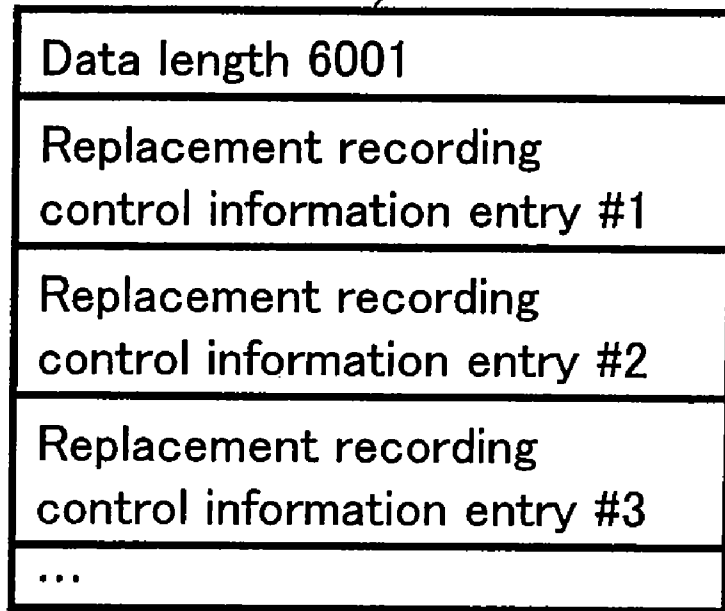 Data length 6001
Replacement recording
control information entry #1
Replacement recording
control information entry #2
Replacement recording
control information entry #3
...